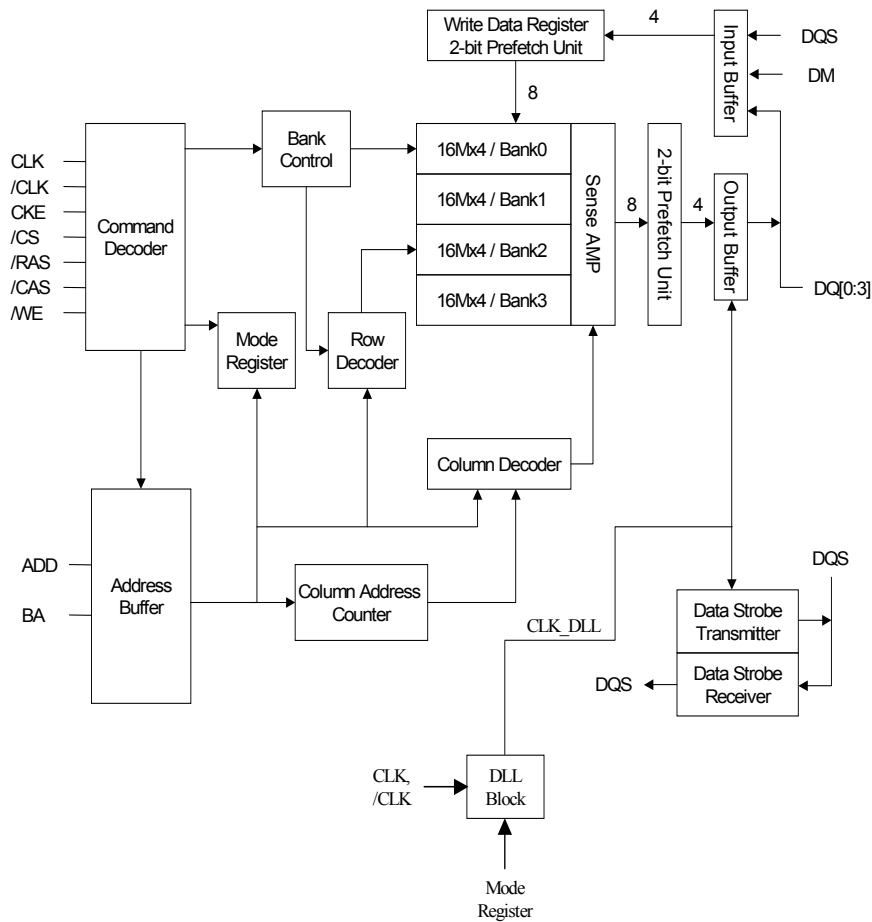 Write Data Register
2-bit Prefetch Unit
4
Input Buffer
DQS
DM
8
Bank
Control
16Mx4 / Bank0
16Mx4 / Bank1
16Mx4 / Bank2
16Mx4 / Bank3
Sense AMP
8
2-bit Prefetch Unit
4
Output Buffer
DQ[0:3]
CLK
/CLK
CKE
/CS
/RAS
/CAS
/WE
Command
Decoder
Mode
Register
Row
Decoder
Column Decoder
ADD
BA
Address
Buffer
Column Address
Counter
CLK_DLL
DQS
Data Strobe
Transmitter
Data Strobe
Receiver
DQS
CLK,
/CLK
DLL
Block
Mode
Register